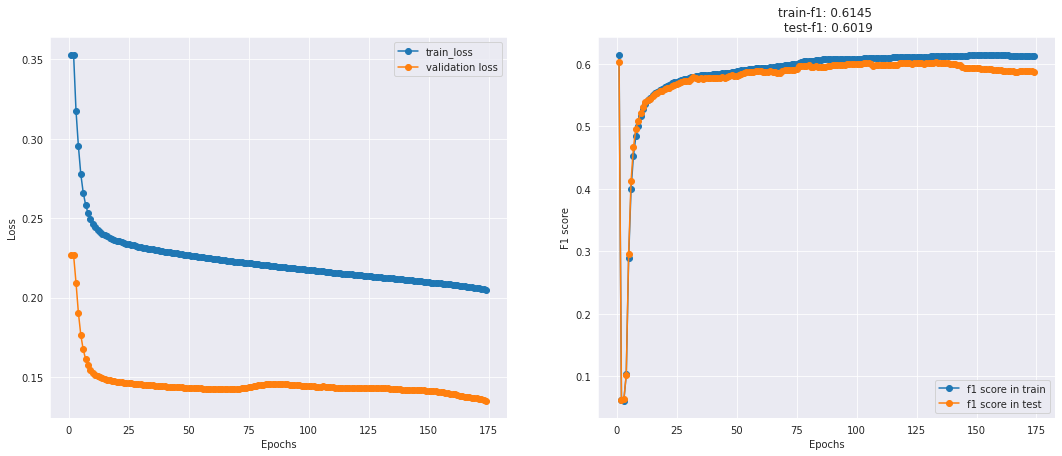 train_loss
validation loss
0.35
0.30
0.25
0.20
0.15
Loss
0
25
50
75
100
125
150
175
Epochs
train-f1: 0.6145
test-f1: 0.6019
0.6
0.5
0.4
0.3
0.2
0.1
F1 score
f1 score in train
f1 score in test
0
25
50
75
100
125
150
175
Epochs